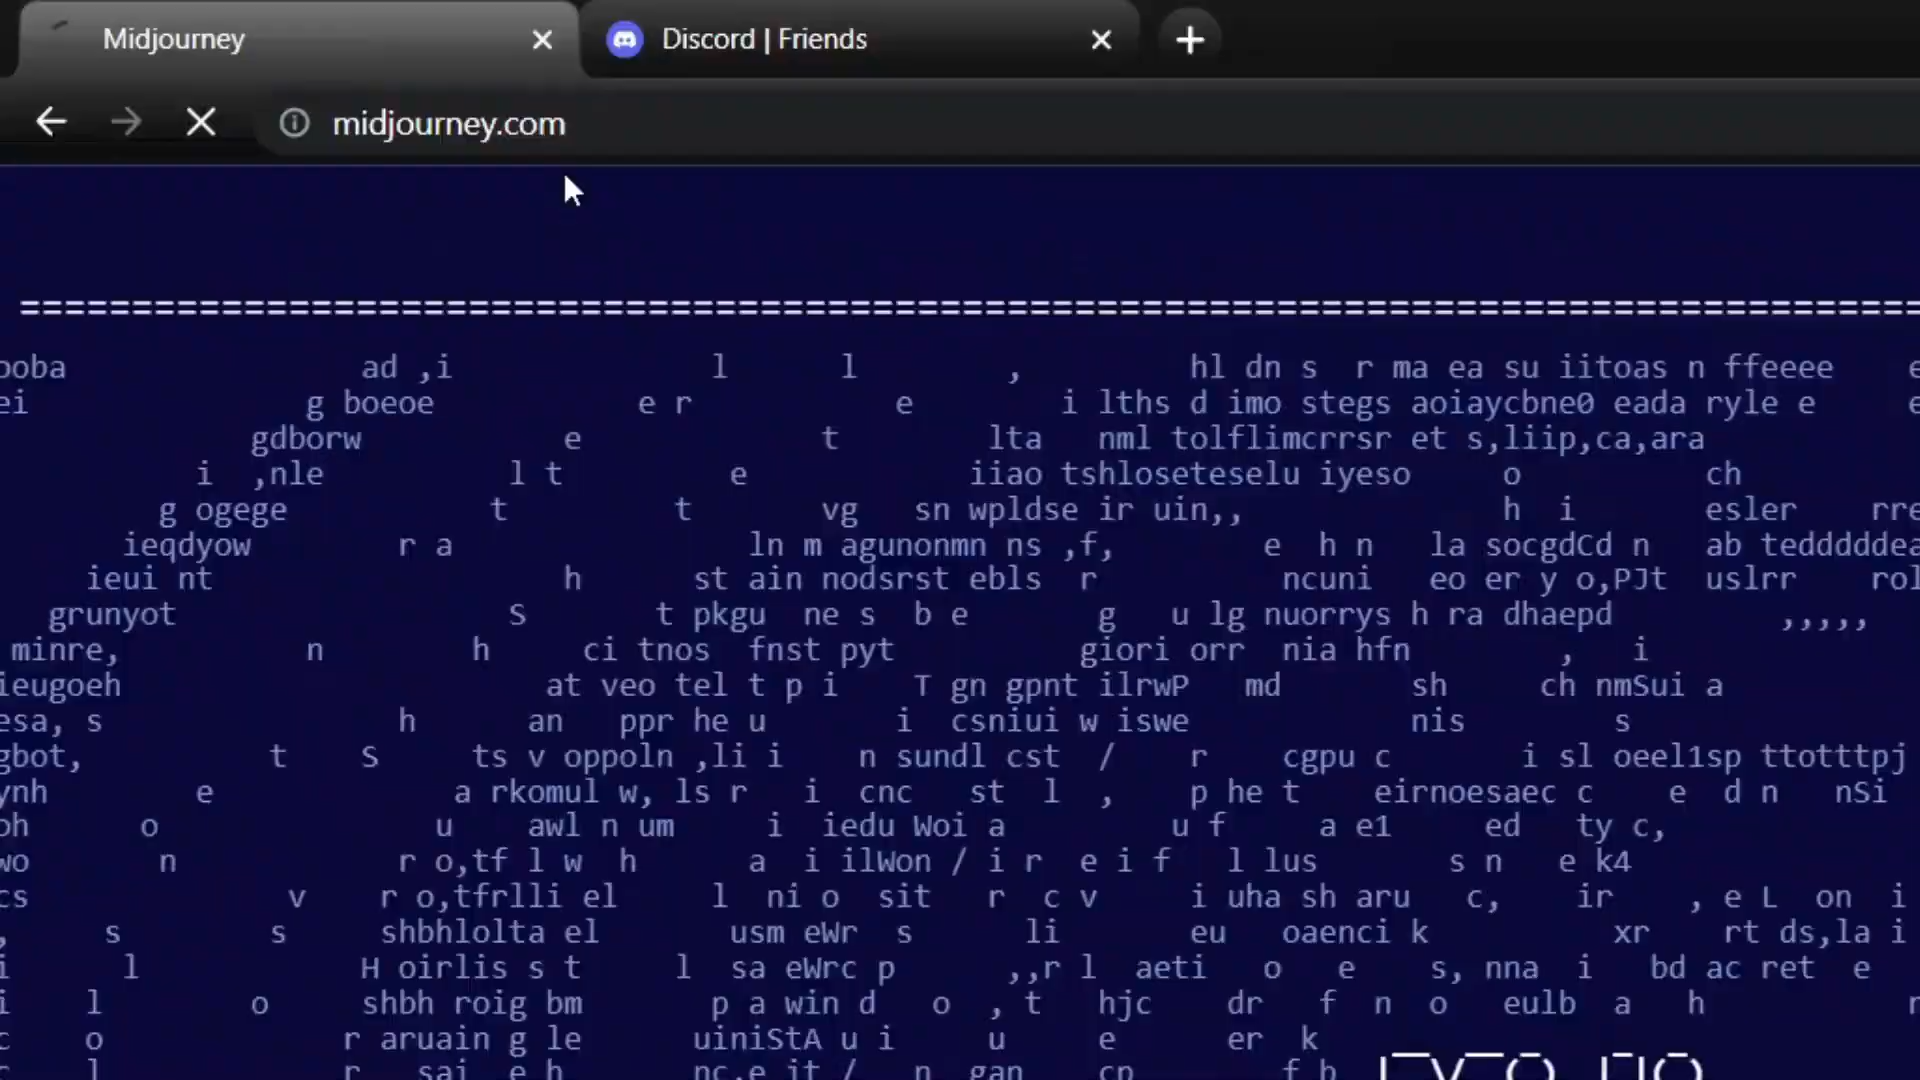 Midjourney
Discord | Friends
midjourney.com
====================================================================================================
ooba ad ,i l l , hl dn s r ma ea su iitoas n ffeeee e
ei g boeoe e r e i lths d imo stegs aoiaycbne0 eada ryle e e
gdborw e t lta nml tolflimcrrsr et s,liip,ca,ara
i ,nle l t e iiao tshloseteselu iyeso o ch
g ogege t t vg sn wpldse ir uin,, h i esler rre
ieqdyow r a ln m agunonmn ns ,f, e h n la socgdCd n ab tedddddea
ieui nt h st ain nodsrst ebls r ncuni eo er y o,PJt uslrr rol
grunyot S t pkgu ne s b e g u lg nuorrys h ra dhaepd ,,,,,
minre, n h ci tnos fnst pyt giori orr nia hfn , i
ieugoeh at veo tel t p i T gn gpnt ilrwP md sh ch nmSui a
esa, s h an ppr he u i csniui w iswe nis s
gbot, t S ts v oppoln ,li i n sundl cst / r cgpu c i sl oeel1sp ttotttpj
ynh e a rkomul w, ls r i cnc st l , p he t eirnoesaec c e d n nSi
oh o u awl n um i iedu Woi a u f a e1 ed ty c,
wo n r o,tf l w h a i ilWon / i r e i f l lus s n e k4
cs v r o,tfrlli el l ni o sit r c v i uha sh aru c, ir , e L on i
, s s shbhlolta el usm eWr s li eu oaenci k xr rt ds,la i
i l H oirlis s t l sa eWrc p ,,r l aeti o e s, nna i bd ac ret e
i l o shbh roig bm p a win d o , t hjc dr f n o eulb a h
c o r aruain g le uiniStA u i u e er k
c l r sai e h nc,e it / n gan cp f b